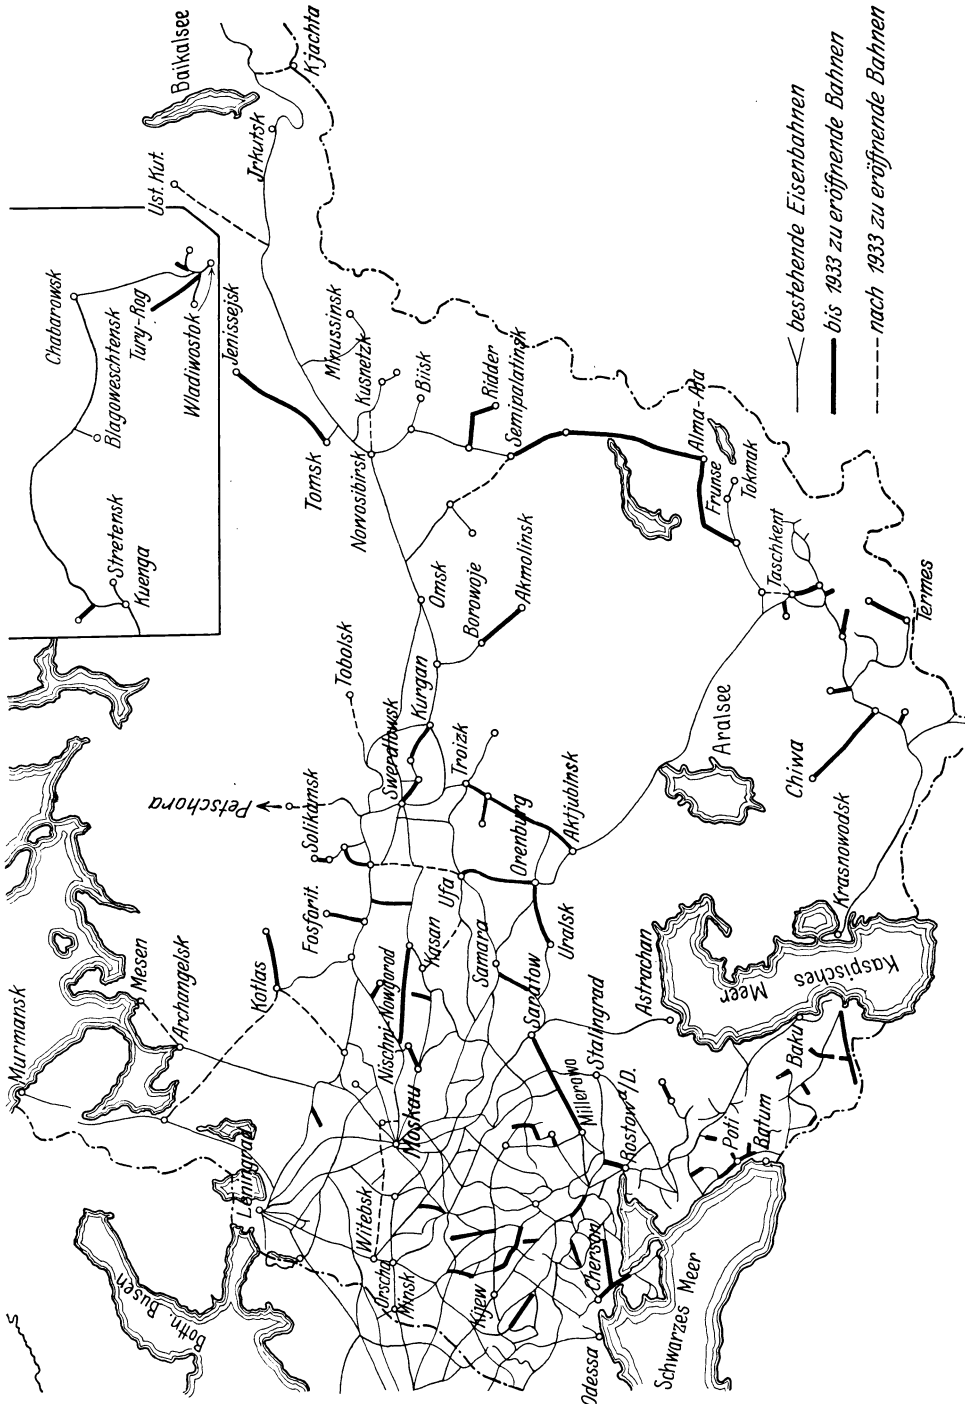 Murmansk
Mesen
Archangelsk
Kotlas
Fosforit.
Solikamsk
Petschora
Tobolsk
Leningrad
Bottn. Busen
Witebsk
Orscha
Minsk
Moskau
Nischni-Nowgorod
Kasan
Ufa
Swerdlowsk
Kurgan
Troizk
Omsk
Borowoje
Akmolinsk
Nowosibirsk
Tomsk
Jenissejsk
Kusnetzk
Minussinsk
Biisk
Ridder
Semipalatinsk
Ust. Kut.
Jrkutsk
Baikalsee
Kjachta
Stretensk
Kuenga
Blagoweschtensk
Chabarowsk
Tury-Rog
Wladiwostok
Kijew
Odessa
Cherson
Schwarzes Meer
Rostow a/D.
Millerowo
Stalingrad
Saratow
Samara
Uralsk
Orenburg
Aktjubinsk
Astrachan
Poti
Batum
Baku
Kaspisches
Meer
Krasnowodsk
Aralsee
Chiwa
Termes
Taschkent
Frunse
Tokmak
Alma-Ata
bestehende Eisenbahnen
bis 1933 zu eröffnende Bahnen
nach 1933 zu eröffnende Bahnen